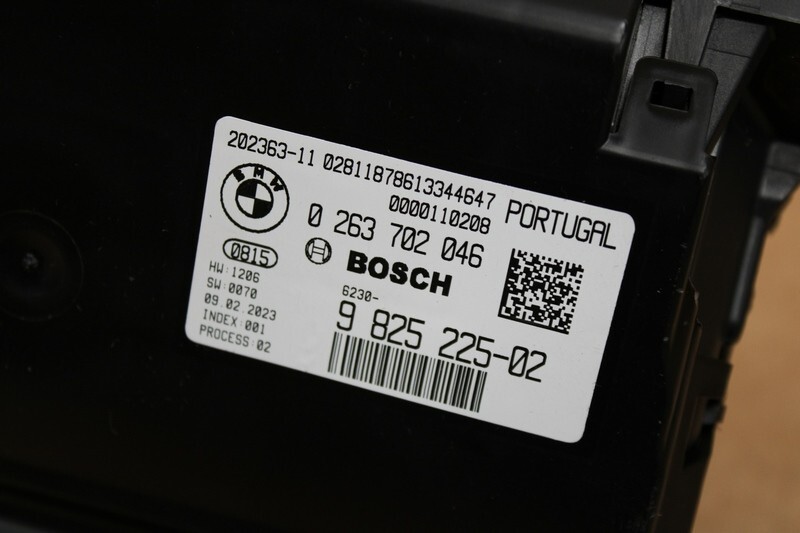 202363-11 02811878613344647
0000110208 PORTUGAL
BMW
0 263 702 046
0815
BOSCH
HW:1206
SW:0070
09.02.2023
INDEX:001
PROCESS:02
6230-
9 825 225-02